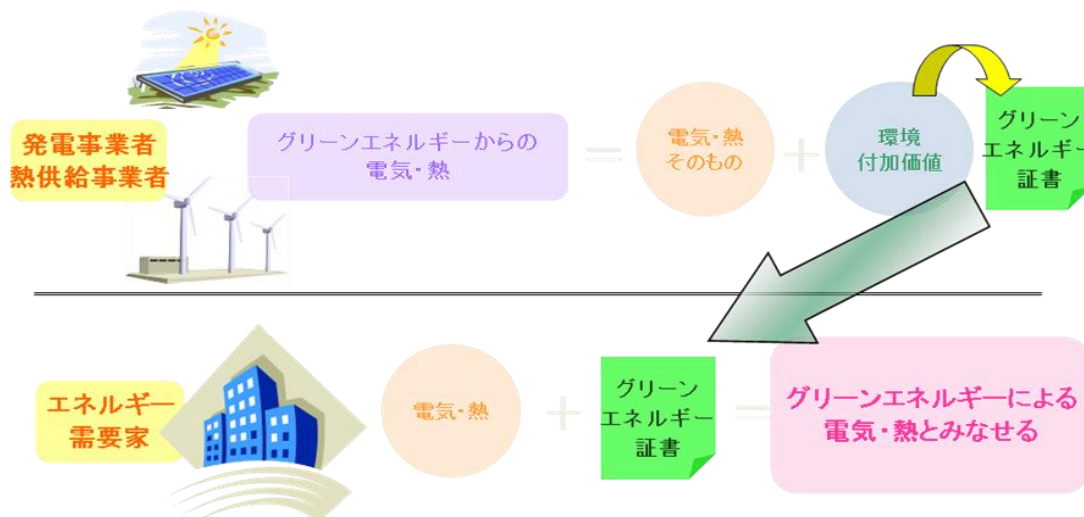 発電事業者
熱供給事業者
グリーンエネルギーからの
電気・熱
=
電気・熱
そのもの
+
環境
付加価値
グリーン
エネルギー
証書
エネルギー
需要家
電気・熱
+
グリーン
エネルギー
証書
=
グリーンエネルギーによる
電気・熱とみなせる